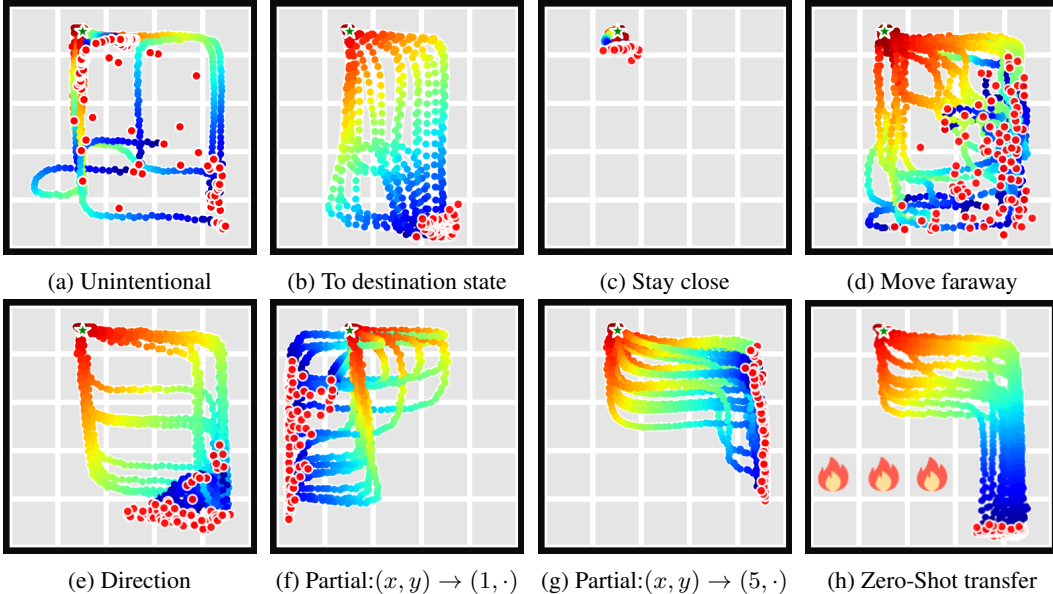 (a) Unintentional
(b) To destination state
(c) Stay close
(d) Move faraway
(e) Direction
(f) Partial:(x, y) → (1, ·)
(g) Partial:(x, y) → (5, ·)
(h) Zero-Shot transfer